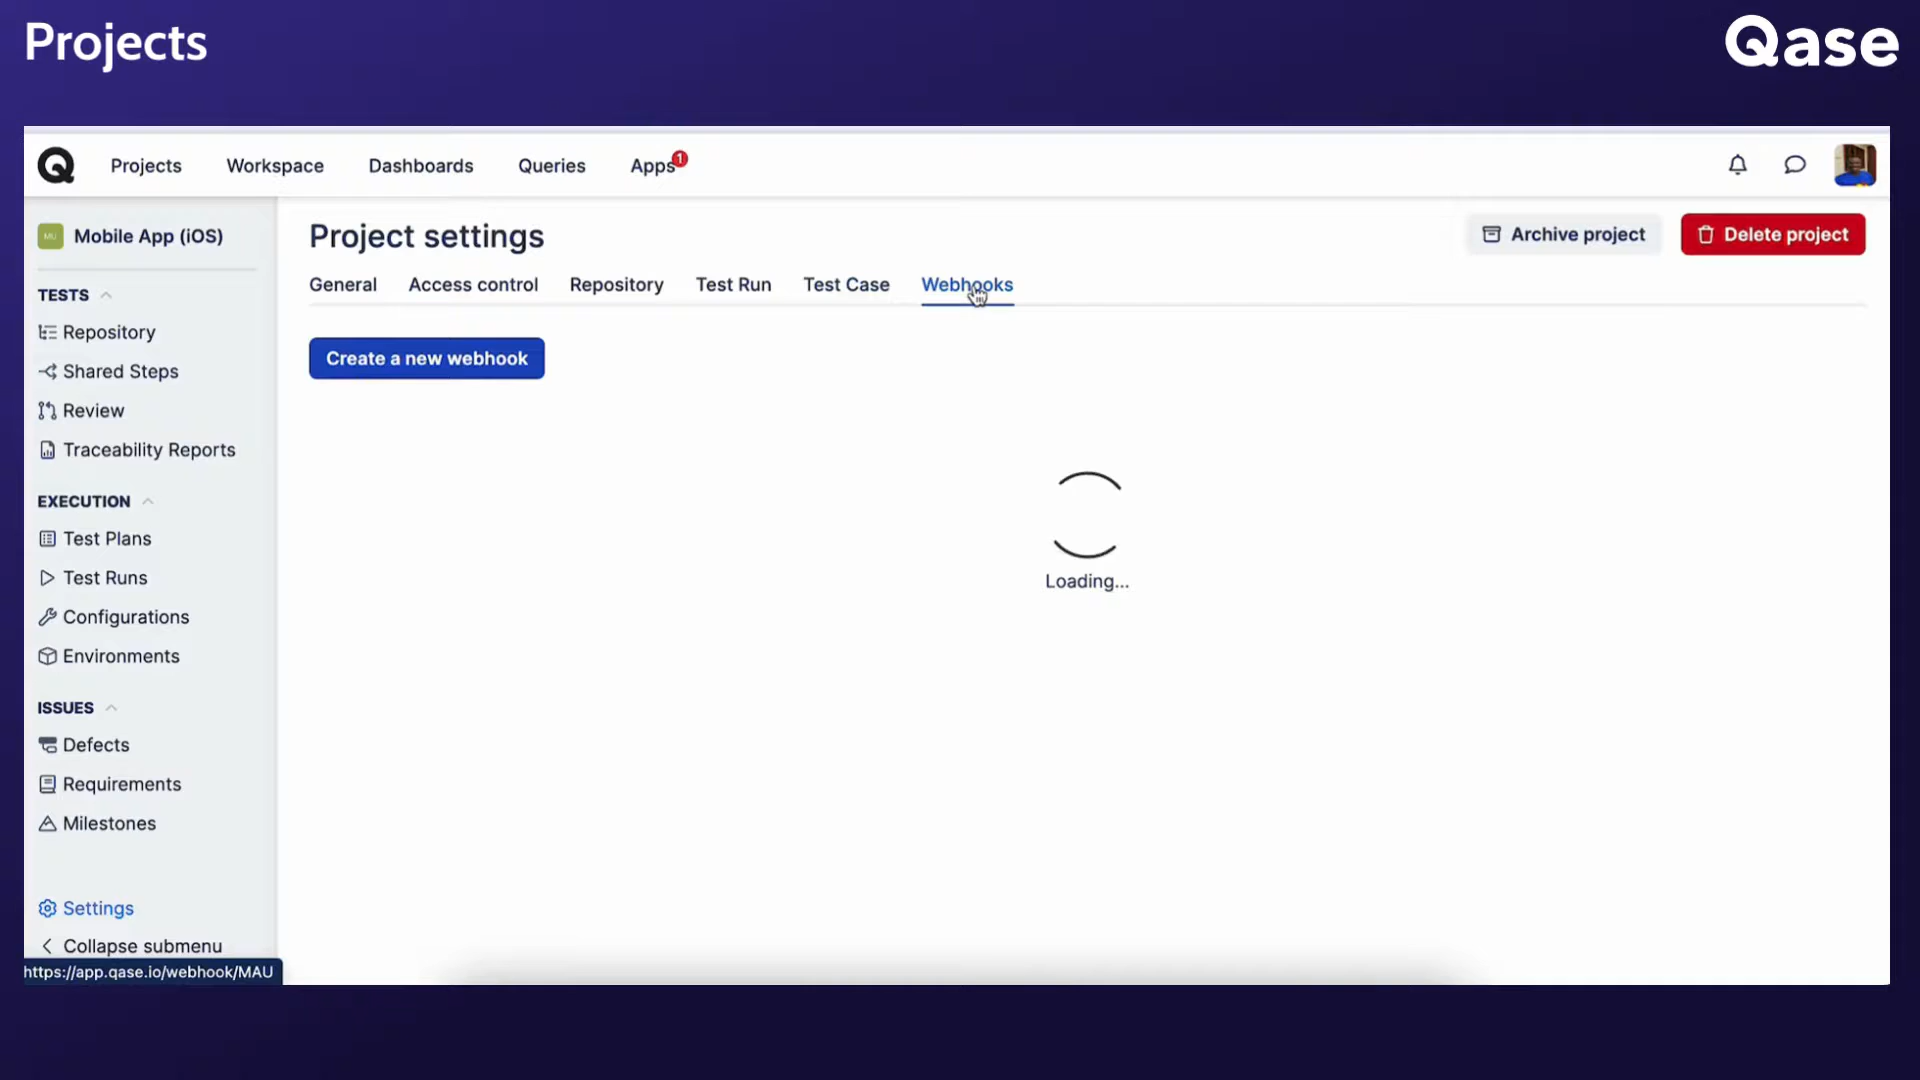 Projects
Qase
Q
Projects
Workspace
Dashboards
Queries
Apps
1
MU
Mobile App (iOS)
TESTS
Repository
Shared Steps
Review
Traceability Reports
EXECUTION
Test Plans
Test Runs
Configurations
Environments
ISSUES
Defects
Requirements
Milestones
Settings
Collapse submenu
https://app.qase.io/webhook/MAU
Project settings
Archive project
Delete project
General
Access control
Repository
Test Run
Test Case
Webhooks
Create a new webhook
Loading...